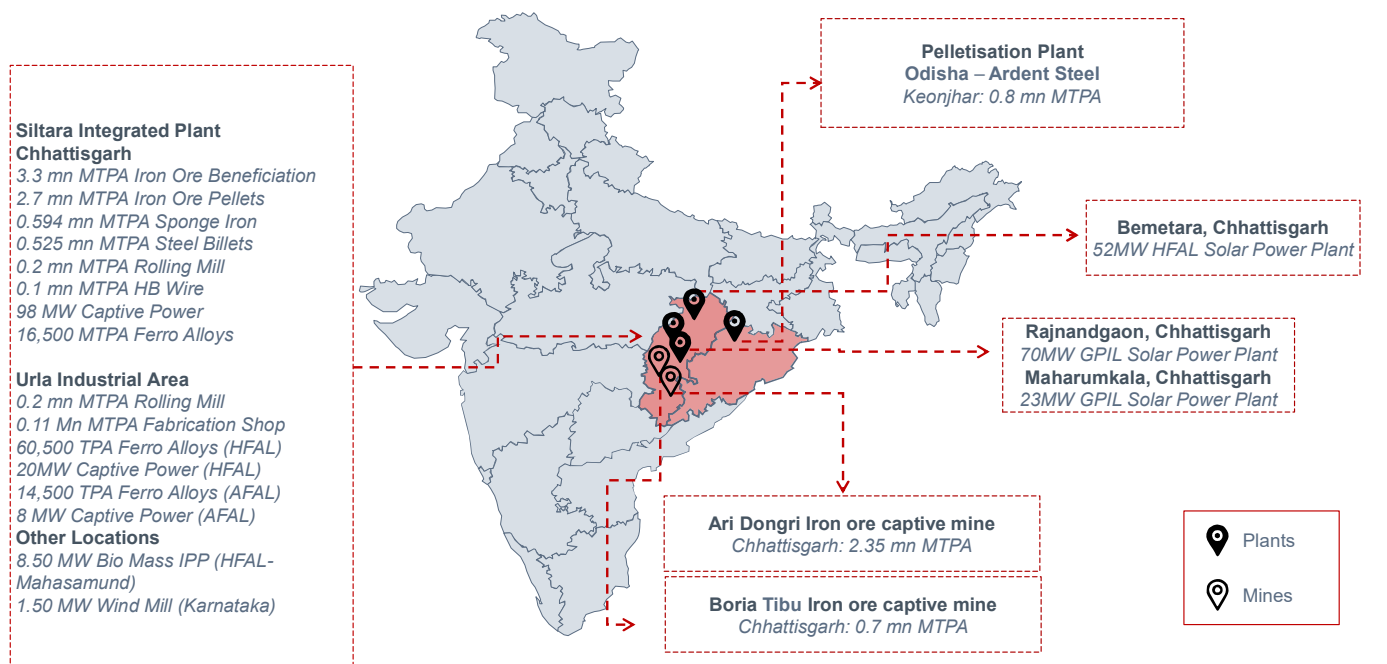 Siltara Integrated Plant
Chhattisgarh
3.3 mn MTPA Iron Ore Beneficiation
2.7 mn MTPA Iron Ore Pellets
0.594 mn MTPA Sponge Iron
0.525 mn MTPA Steel Billets
0.2 mn MTPA Rolling Mill
0.1 mn MTPA HB Wire
98 MW Captive Power
16,500 MTPA Ferro Alloys
Urla Industrial Area
0.2 mn MTPA Rolling Mill
0.11 Mn MTPA Fabrication Shop
60,500 TPA Ferro Alloys (HFAL)
20MW Captive Power (HFAL)
14,500 TPA Ferro Alloys (AFAL)
8 MW Captive Power (AFAL)
Other Locations
8.50 MW Bio Mass IPP (HFAL-
Mahasamund)
1.50 MW Wind Mill (Karnataka)
Pelletisation Plant
Odisha – Ardent Steel
Keonjhar: 0.8 mn MTPA
Bemetara, Chhattisgarh
52MW HFAL Solar Power Plant
Rajnandgaon, Chhattisgarh
70MW GPIL Solar Power Plant
Maharumkala, Chhattisgarh
23MW GPIL Solar Power Plant
Ari Dongri Iron ore captive mine
Chhattisgarh: 2.35 mn MTPA
Boria Tibu Iron ore captive mine
Chhattisgarh: 0.7 mn MTPA
Plants
Mines